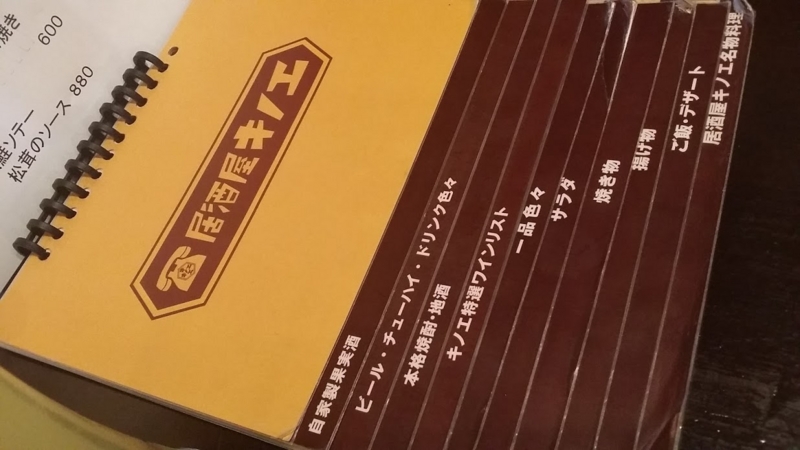 焼き
600
鮭ソテー
松茸のソース 880
居酒屋キノエ
自家製果実酒
ビール・チューハイ・ドリンク色々
本格焼酎・地酒
キノエ特選ワインリスト
一品色々
サラダ
焼き物
揚げ物
ご飯・デザート
居酒屋キノエ名物料理